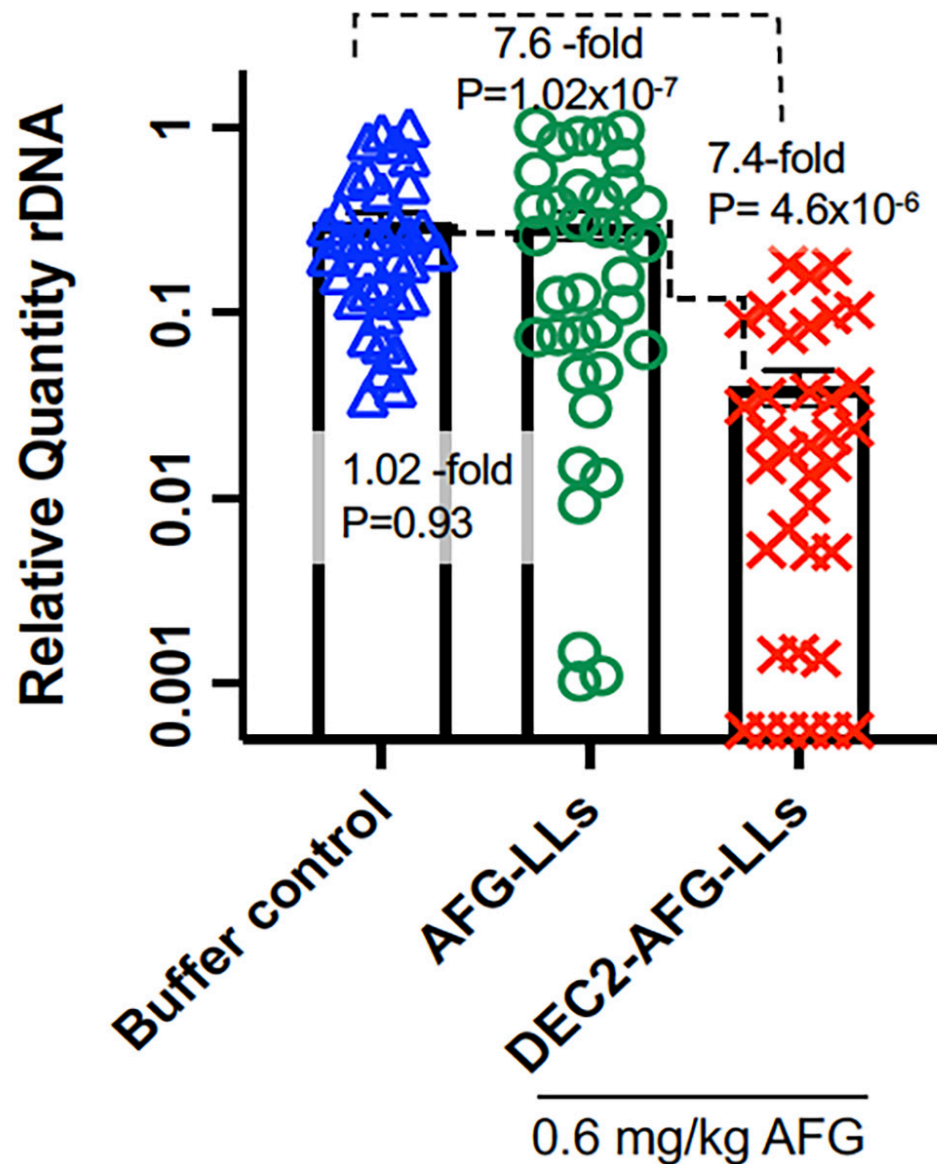 7.6 -fold
P=1.02x10⁻⁷
7.4-fold
P= 4.6x10⁻⁶
Relative Quantity rDNA
1
0.1
0.01
0.001
1.02 -fold
P=0.93
Buffer control
AFG-LLs
DEC2-AFG-LLs
0.6 mg/kg AFG